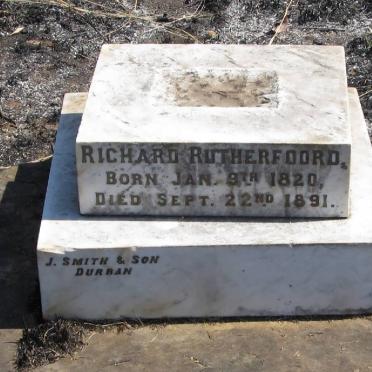 RICHARD RUTHERFOORD,
BORN JAN. 9TH 1820,
DIED SEPT. 22ND 1891.
J. SMITH & SON
DURBAN